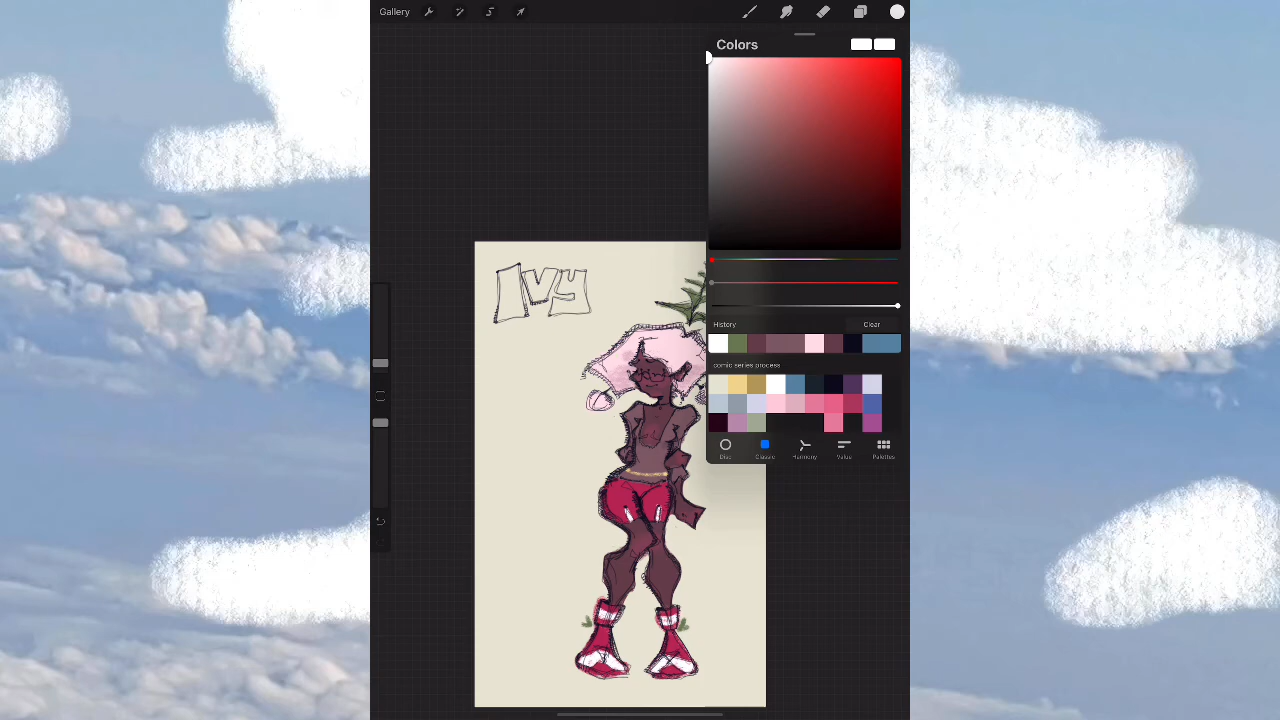 Gallery
Colors
Ivy
History Clear
comic series process
Disc Classic Harmony Value Palettes